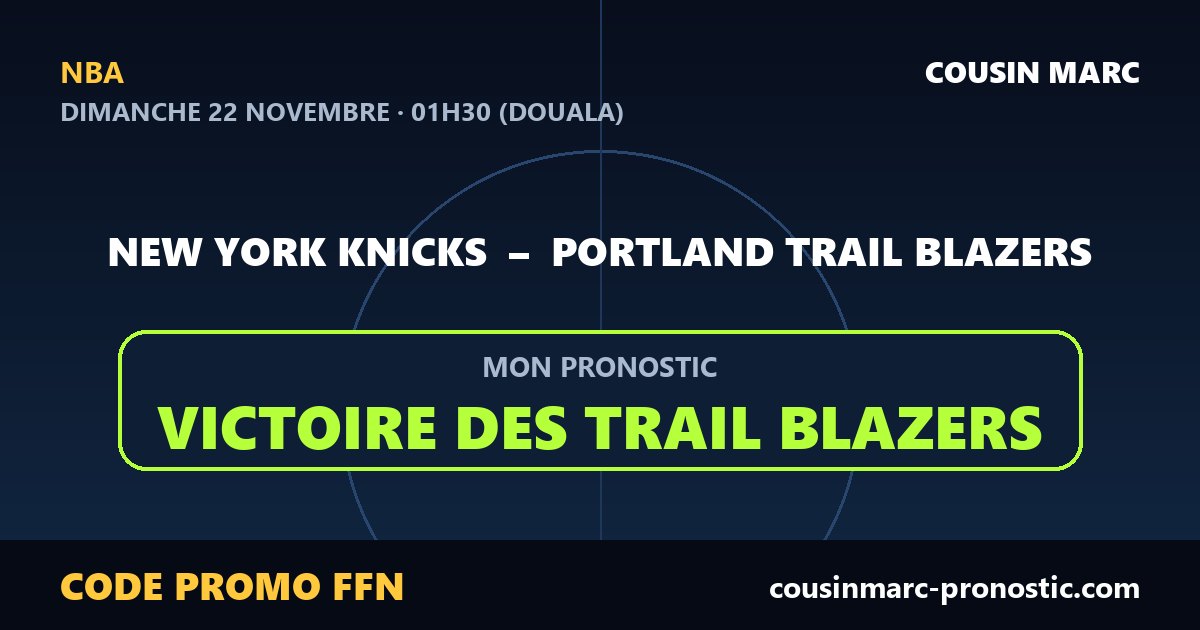 NBA
COUSIN MARC
DIMANCHE 22 NOVEMBRE · 01H30 (DOUALA)
NEW YORK KNICKS – PORTLAND TRAIL BLAZERS
MON PRONOSTIC
VICTOIRE DES TRAIL BLAZERS
CODE PROMO FFN
cousinmarc-pronostic.com